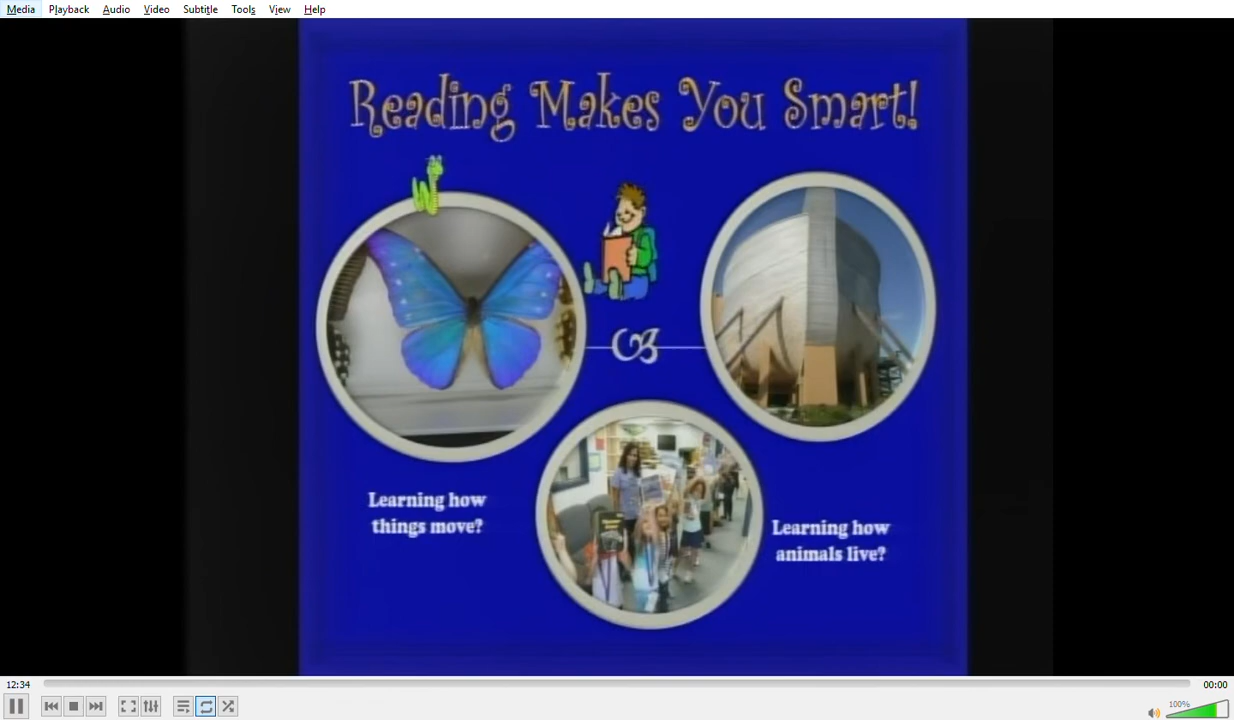 Media Playback Audio Video Subtitle Tools View Help
Reading Makes You Smart!
Learning how
things move?
Learning how
animals live?
12:34 00:00
100%